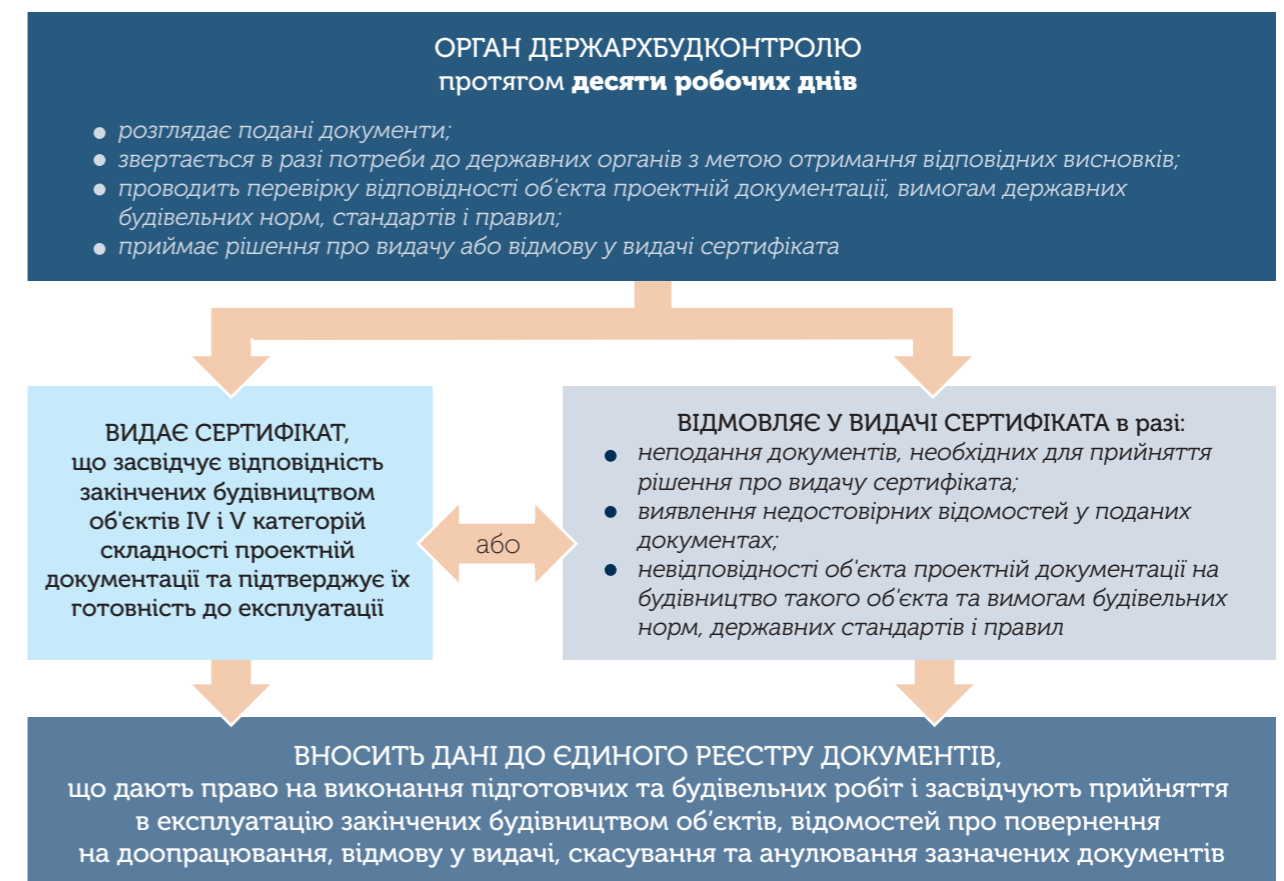 ОРГАН ДЕРЖАРХБУДКОНТРОЛЮ
протягом десяти робочих днів
● розглядає подані документи;
● звертається в разі потреби до державних органів з метою отримання відповідних висновків;
● проводить перевірку відповідності об'єкта проектній документації, вимогам державних
будівельних норм, стандартів і правил;
● приймає рішення про видачу або відмову у видачі сертифіката
ВИДАЄ СЕРТИФІКАТ,
що засвідчує відповідність
закінчених будівництвом
об'єктів IV і V категорій
складності проектній
документації та підтверджує їх
готовність до експлуатації
або
ВІДМОВЛЯЄ У ВИДАЧІ СЕРТИФІКАТА в разі:
● неподання документів, необхідних для прийняття
рішення про видачу сертифіката;
● виявлення недостовірних відомостей у поданих
документах;
● невідповідності об'єкта проектній документації на
будівництво такого об'єкта та вимогам будівельних
норм, державних стандартів і правил
ВНОСИТЬ ДАНІ ДО ЄДИНОГО РЕЄСТРУ ДОКУМЕНТІВ,
що дають право на виконання підготовчих та будівельних робіт і засвідчують прийняття
в експлуатацію закінчених будівництвом об’єктів, відомостей про повернення
на доопрацювання, відмову у видачі, скасування та анулювання зазначених документів